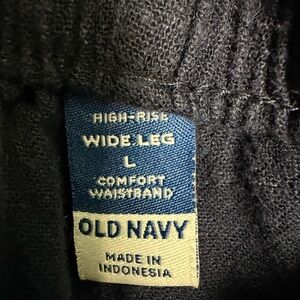 HIGH-RISE
WIDE LEG
L
COMFORT
WAISTBAND
OLD NAVY
MADE IN
INDONESIA